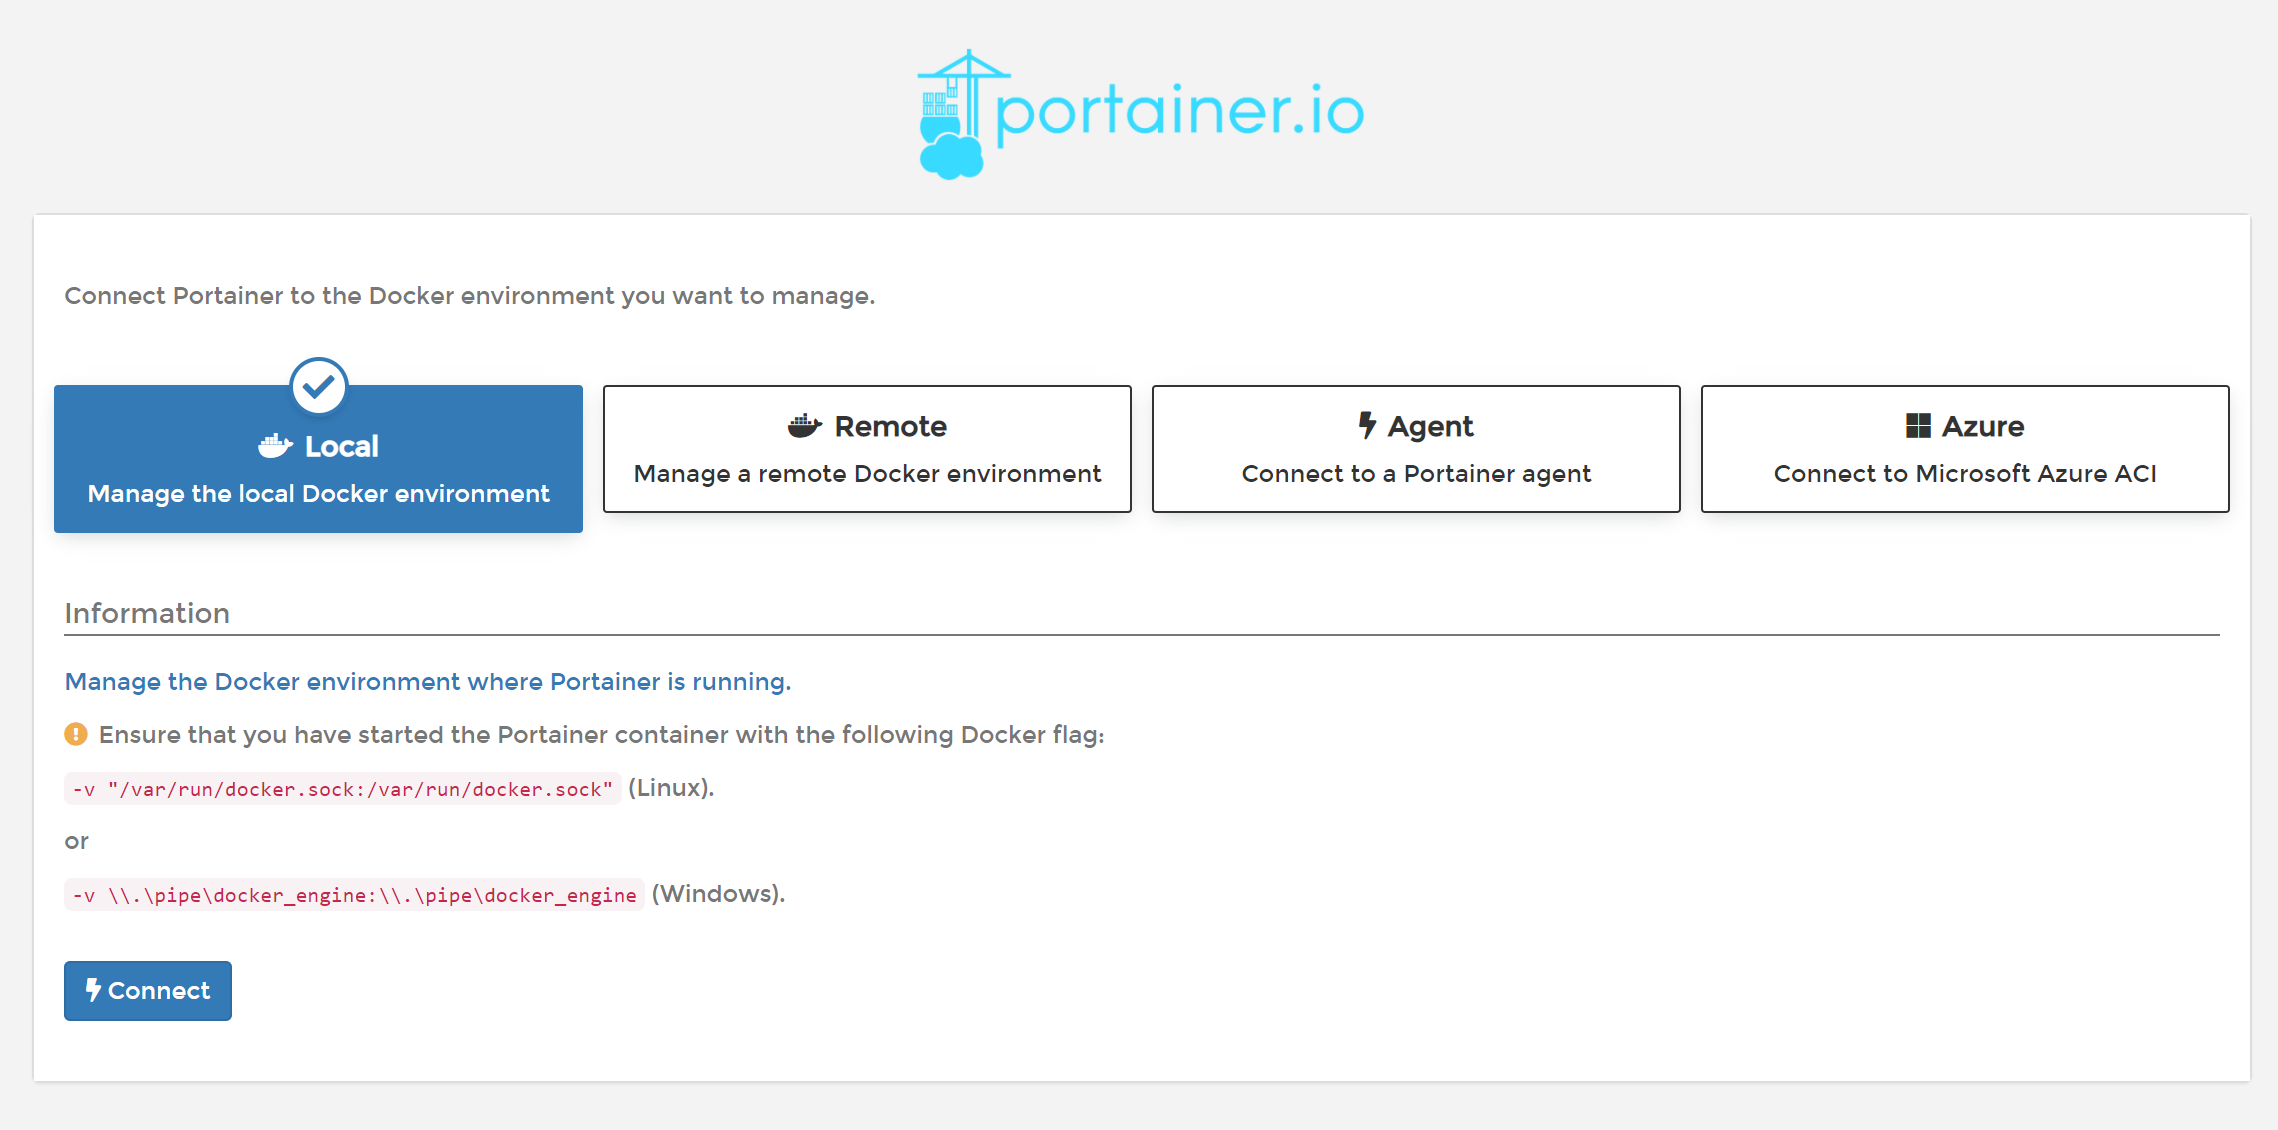 portainer.io
Connect Portainer to the Docker environment you want to manage.
Local
Manage the local Docker environment
Remote
Manage a remote Docker environment
Agent
Connect to a Portainer agent
Azure
Connect to Microsoft Azure ACI
Information
Manage the Docker environment where Portainer is running.
Ensure that you have started the Portainer container with the following Docker flag:
-v "/var/run/docker.sock:/var/run/docker.sock" (Linux).
or
-v \\.\pipe\docker_engine:\\.\pipe\docker_engine (Windows).
Connect